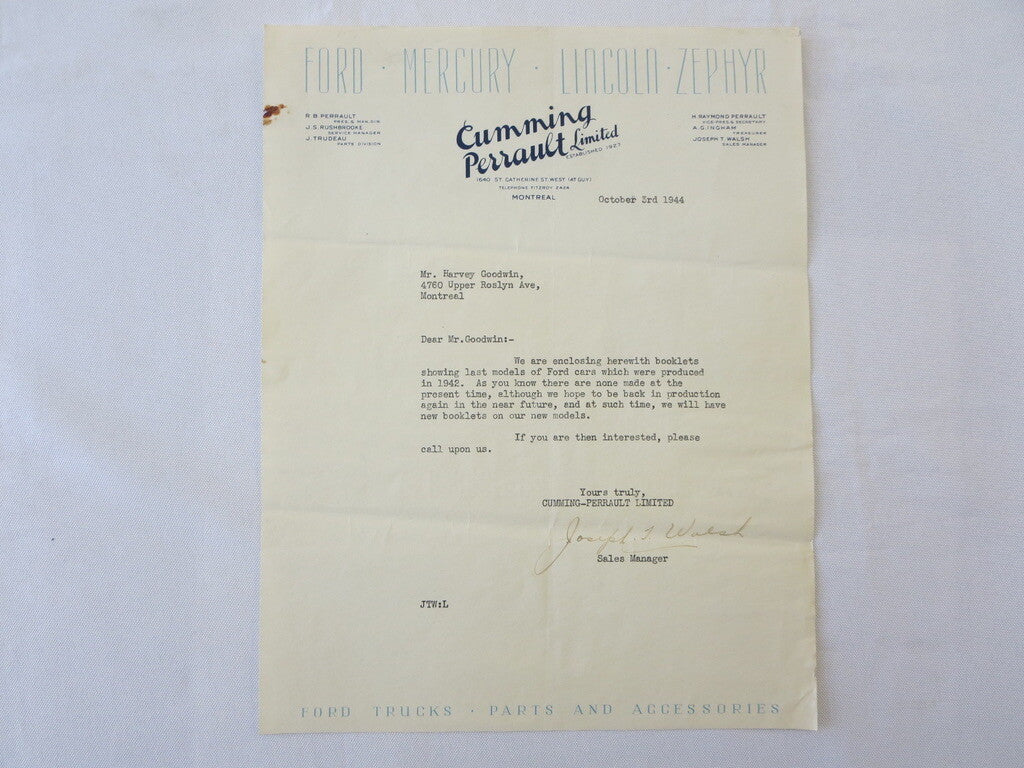 FORD · MERCURY · LINCOLN · ZEPHYR
R B PERRAULT
PRES. & MAN. DIR.
J. S. RUSHBROOKE
SERVICE MANAGER
J. TRUDEAU
PARTS DIVISION
Cumming
Perrault Limited
ESTABLISHED 1927
H. RAYMOND PERRAULT
VICE-PRES. & SECRETARY
A. G. INGHAM
TREASURER
JOSEPH T. WALSH
SALES MANAGER
1640 ST. CATHERINE ST. WEST (AT GUY)
TELEPHONE FITZROY
MONTREAL
October 3rd 1944
Mr. Harvey Goodwin,
4760 Upper Roslyn Ave,
Montreal
Dear Mr.Goodwin:-
We are enclosing herewith booklets
showing last models of Ford cars which were produced
in 1942. As you know there are none made at the
present time, although we hope to be back in production
again in the near future, and at such time, we will have
new booklets on our new models.
If you are then interested, please
call upon us.
Yours truly,
CUMMING-PERRAULT LIMITED
Joseph. T. Walsh
Sales Manager
JTW:L
FORD TRUCKS · PARTS AND ACCESSORIES